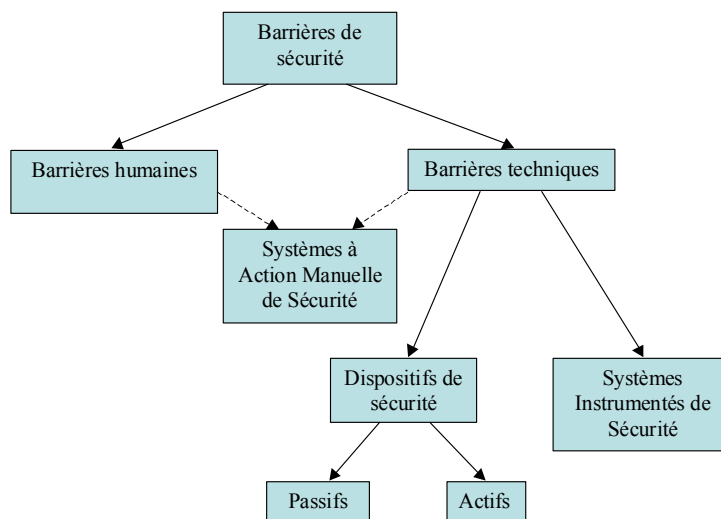 Barrières de
sécurité
Barrières humaines
Barrières techniques
Systèmes à
Action Manuelle
de Sécurité
Dispositifs de
sécurité
Systèmes
Instrumentés de
Sécurité
Passifs
Actifs